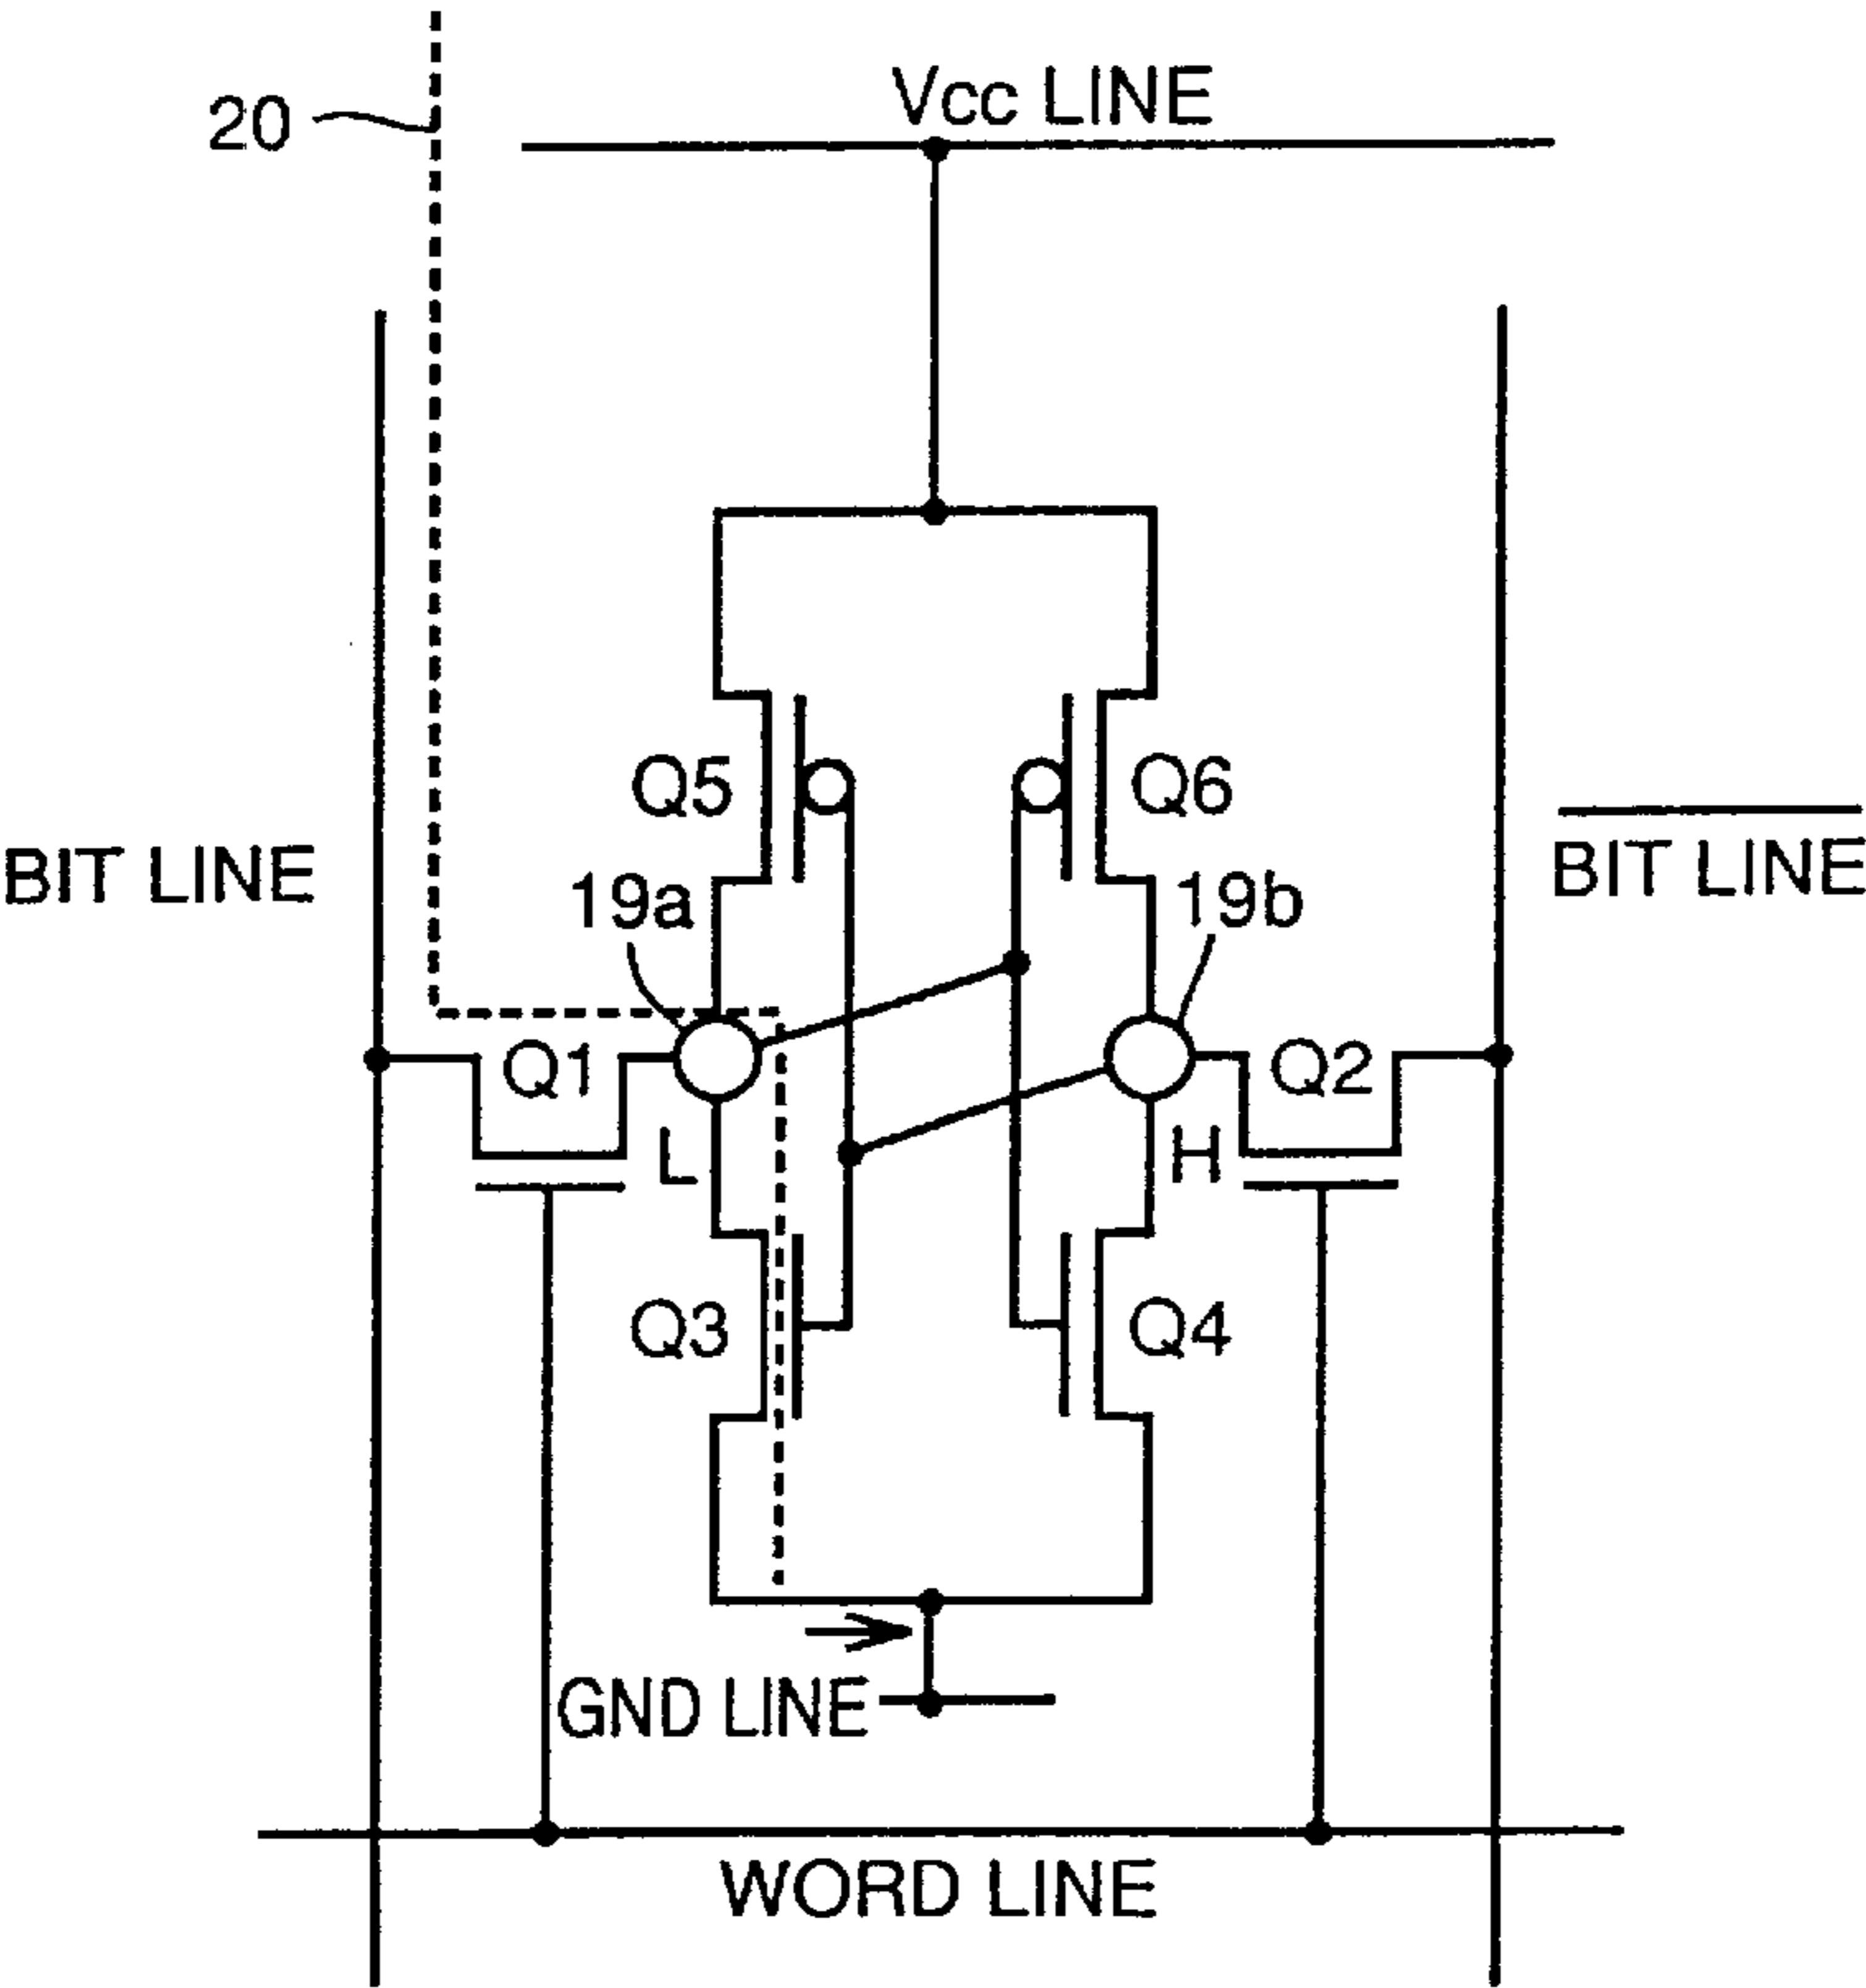 20
Vcc LINE
Q5
Q6
BIT LINE
BIT LINE
19a
19b
Q1
Q2
L
H
Q3
Q4
GND LINE
WORD LINE